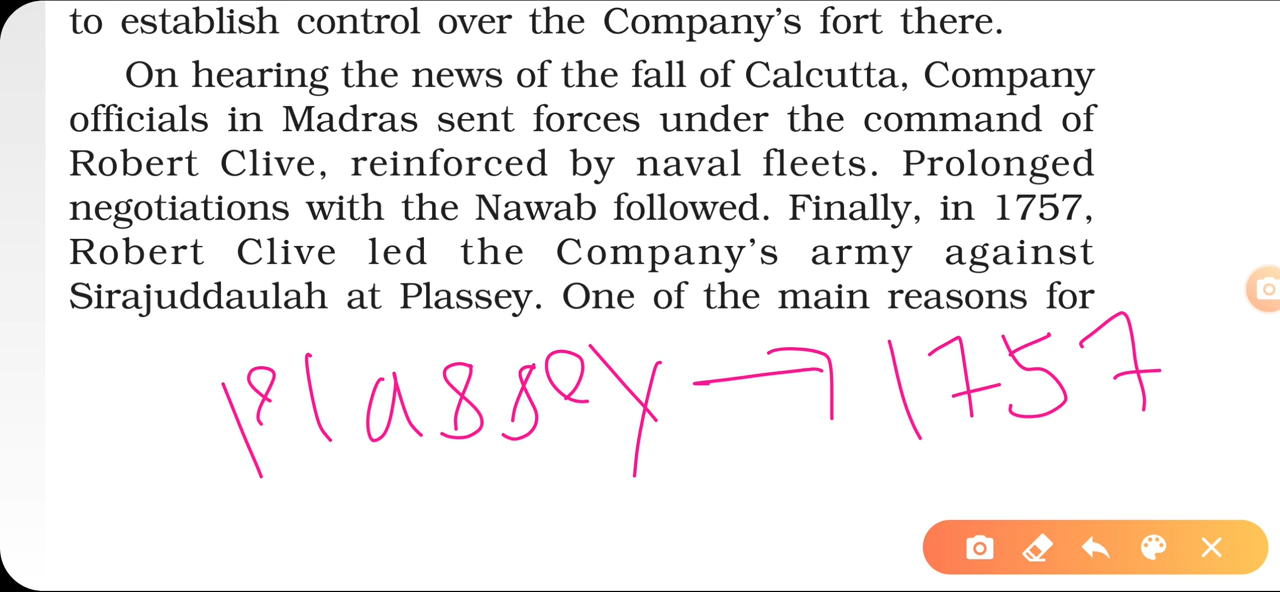 to establish control over the Company's fort there.
On hearing the news of the fall of Calcutta, Company
officials in Madras sent forces under the command of
Robert Clive, reinforced by naval fleets. Prolonged
negotiations with the Nawab followed. Finally, in 1757,
Robert Clive led the Company's army against
Sirajuddaulah at Plassey. One of the main reasons for
plassey → 1757